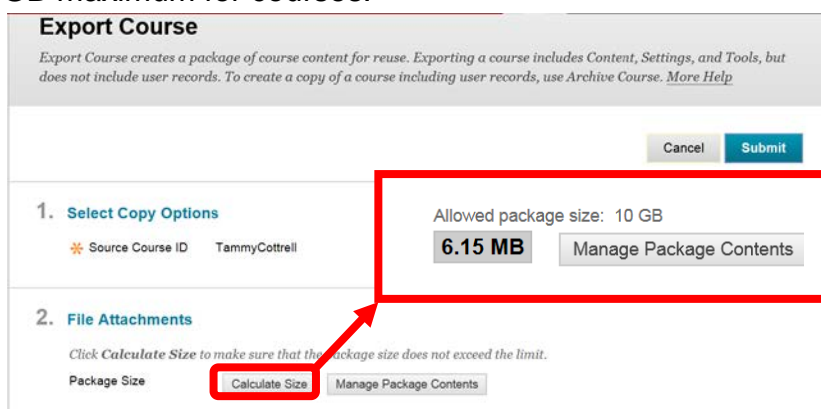 GB maximum for courses.
Export Course
Export Course creates a package of course content for reuse. Exporting a course includes Content, Settings, and Tools, but
does not include user records. To create a copy of a course including user records, use Archive Course. More Help
Cancel Submit
1. Select Copy Options
Source Course ID TammyCottrell
Allowed package size: 10 GB
6.15 MB Manage Package Contents
2. File Attachments
Click Calculate Size to make sure that the package size does not exceed the limit.
Package Size Calculate Size Manage Package Contents